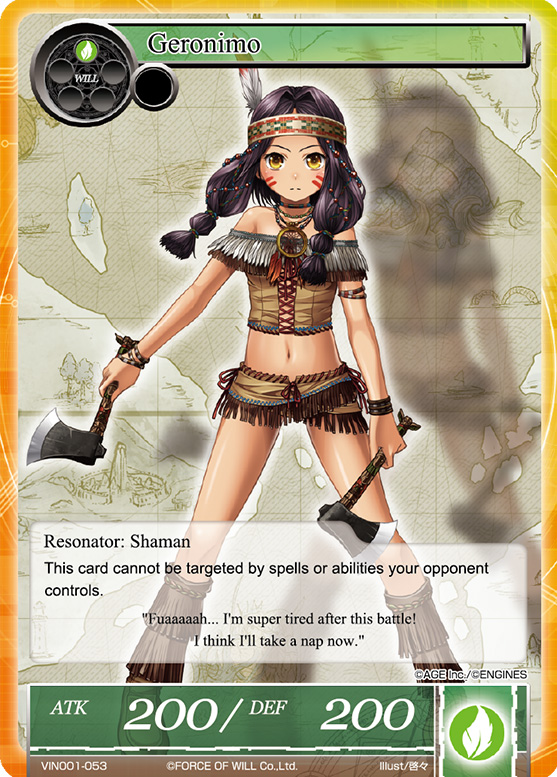 Geronimo
WILL
Resonator: Shaman
This card cannot be targeted by spells or abilities your opponent
controls.
"Fuaaaaah... I'm super tired after this battle!
I think I'll take a nap now."
©AGE Inc./©ENGINES
ATK 200 / DEF 200
VIN001-053 ©FORCE OF WILL Co.,Ltd. Illust/啓々